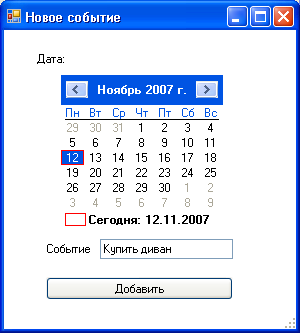 Новое событие
Дата:
Ноябрь 2007 г.
Пн Вт Ср Чт Пт Сб Вс
29 30 31 1 2 3 4
5 6 7 8 9 10 11
12 13 14 15 16 17 18
19 20 21 22 23 24 25
26 27 28 29 30 1 2
3 4 5 6 7 8 9
Сегодня: 12.11.2007
Событие Купить диван
Добавить